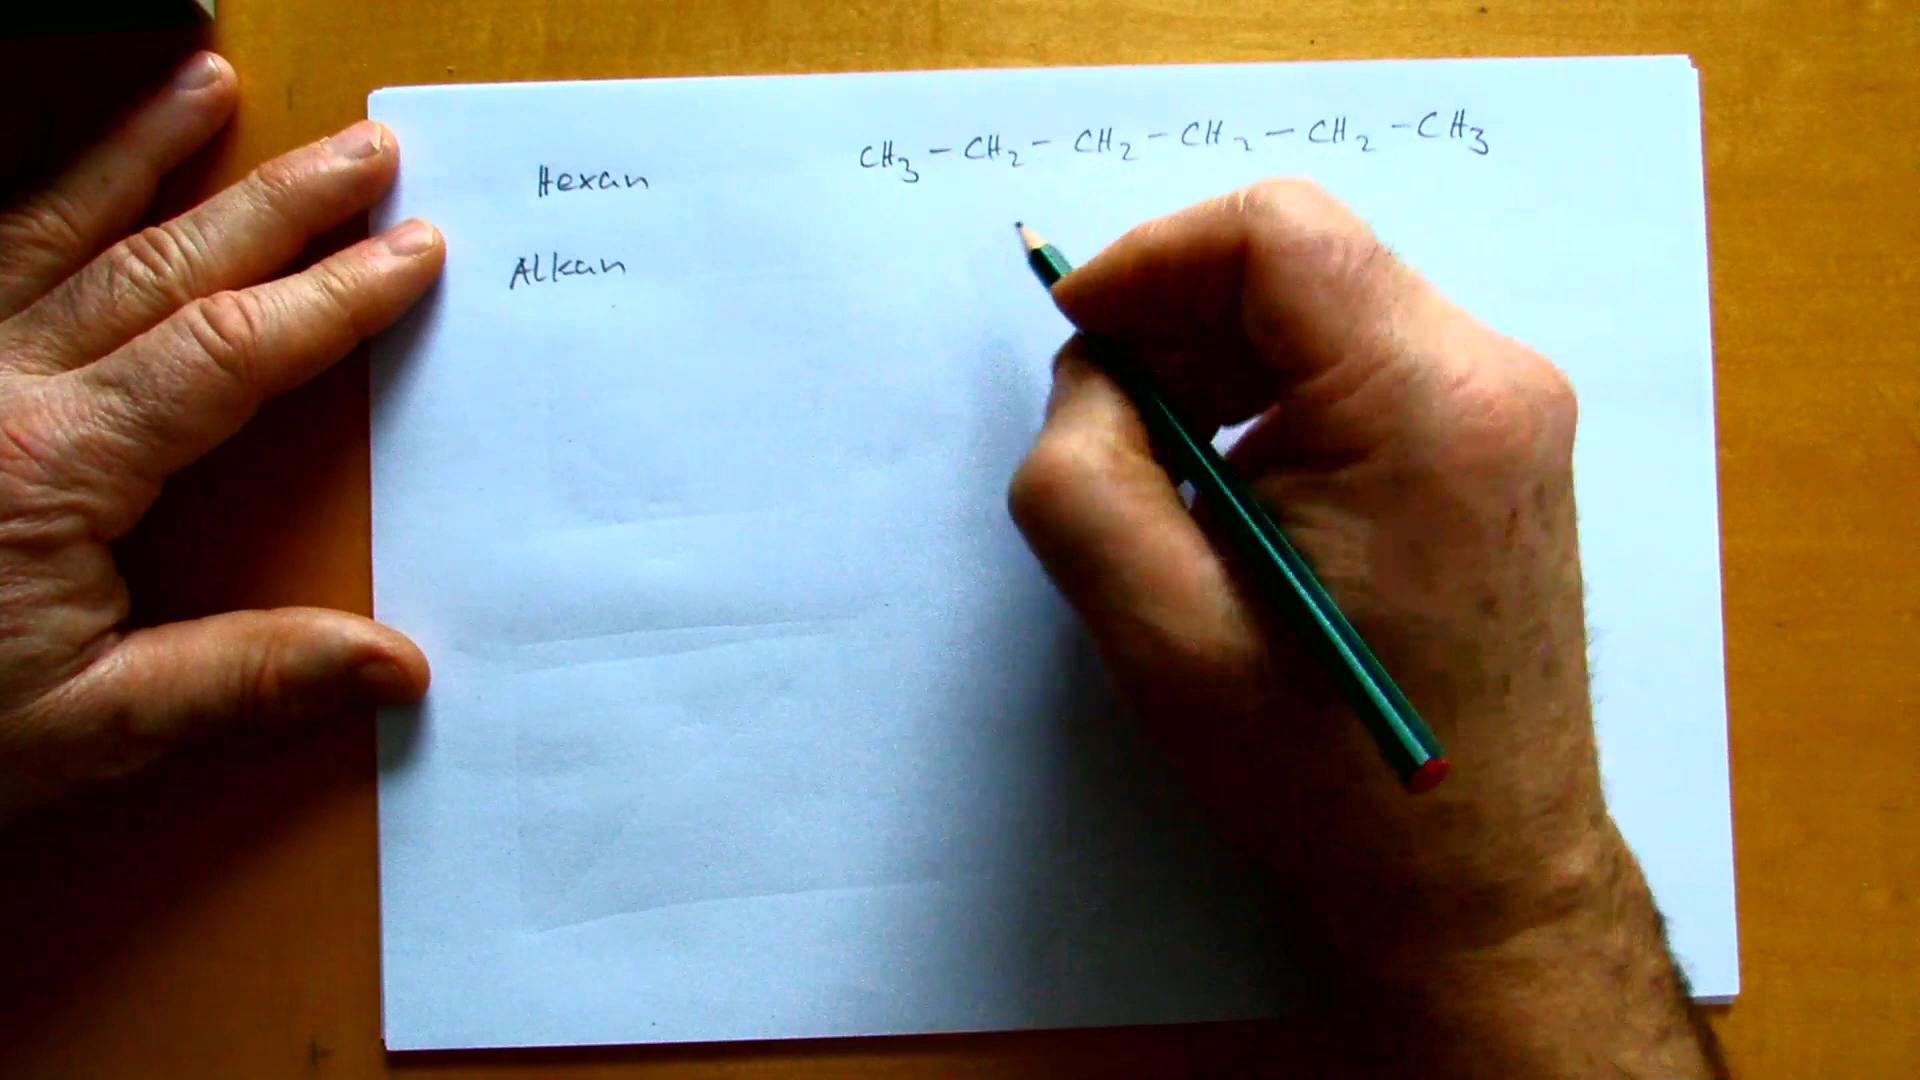 Hexan CH₃ – CH₂ – CH₂ – CH₂ – CH₂ – CH₃
Alkan